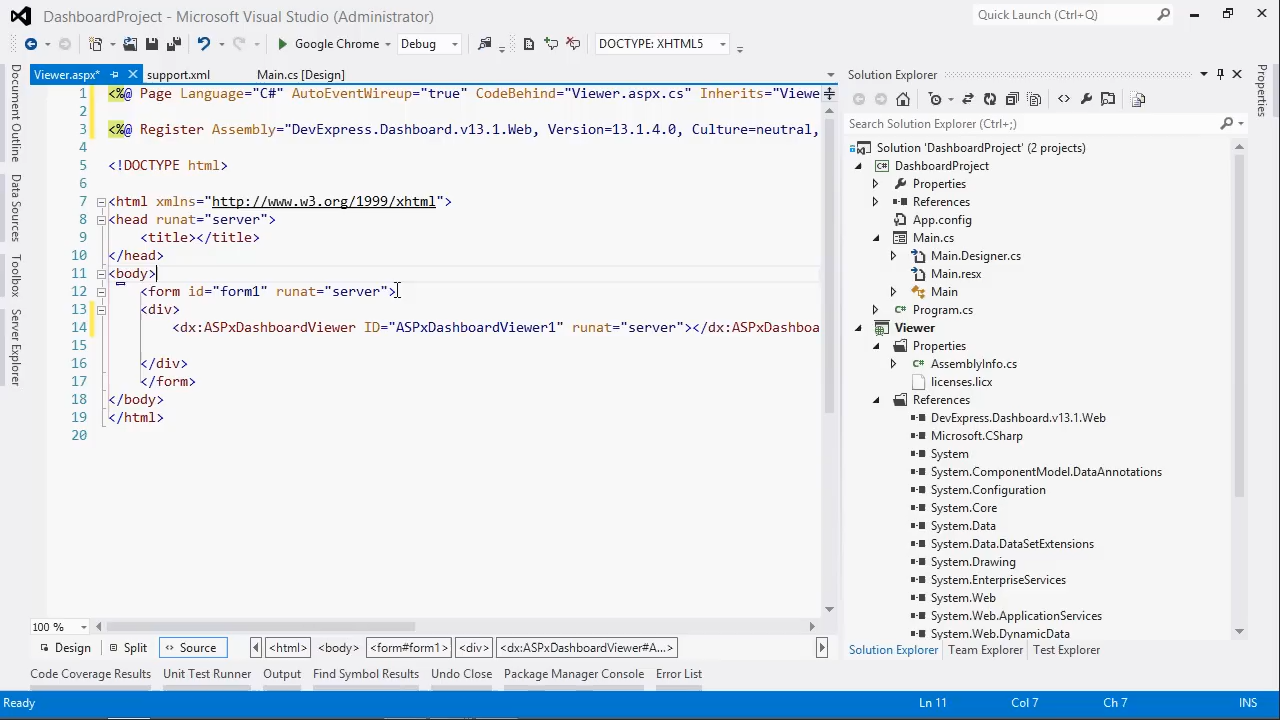 DashboardProject - Microsoft Visual Studio (Administrator)
Quick Launch (Ctrl+Q)
Google Chrome
Debug
DOCTYPE: XHTML5
Document Outline
Data Sources
Toolbox
Server Explorer
Viewer.aspx*
support.xml
Main.cs [Design]
1 <%@ Page Language="C#" AutoEventWireup="true" CodeBehind="Viewer.aspx.cs" Inherits="Viewe
2
3 <%@ Register Assembly="DevExpress.Dashboard.v13.1.Web, Version=13.1.4.0, Culture=neutral,
4
5 <!DOCTYPE html>
6
7 <html xmlns="http://www.w3.org/1999/xhtml">
8 <head runat="server">
9 <title></title>
10 </head>
11 <body>
12 <form id="form1" runat="server">
13 <div>
14 <dx:ASPxDashboardViewer ID="ASPxDashboardViewer1" runat="server"></dx:ASPxDashboa
15
16 </div>
17 </form>
18 </body>
19 </html>
20
100 %
Design
Split
Source
<html>
<body>
<form#form1>
<div>
<dx:ASPxDashboardViewer#A...>
Solution Explorer
Search Solution Explorer (Ctrl+;)
Solution 'DashboardProject' (2 projects)
DashboardProject
Properties
References
App.config
Main.cs
Main.Designer.cs
Main.resx
Main
Program.cs
Viewer
Properties
AssemblyInfo.cs
licenses.licx
References
DevExpress.Dashboard.v13.1.Web
Microsoft.CSharp
System
System.ComponentModel.DataAnnotations
System.Configuration
System.Core
System.Data
System.Data.DataSetExtensions
System.Drawing
System.EnterpriseServices
System.Web
System.Web.ApplicationServices
System.Web.DynamicData
Solution Explorer
Team Explorer
Test Explorer
Properties
Code Coverage Results
Unit Test Runner
Output
Find Symbol Results
Undo Close
Package Manager Console
Error List
Ready
Ln 11
Col 7
Ch 7
INS